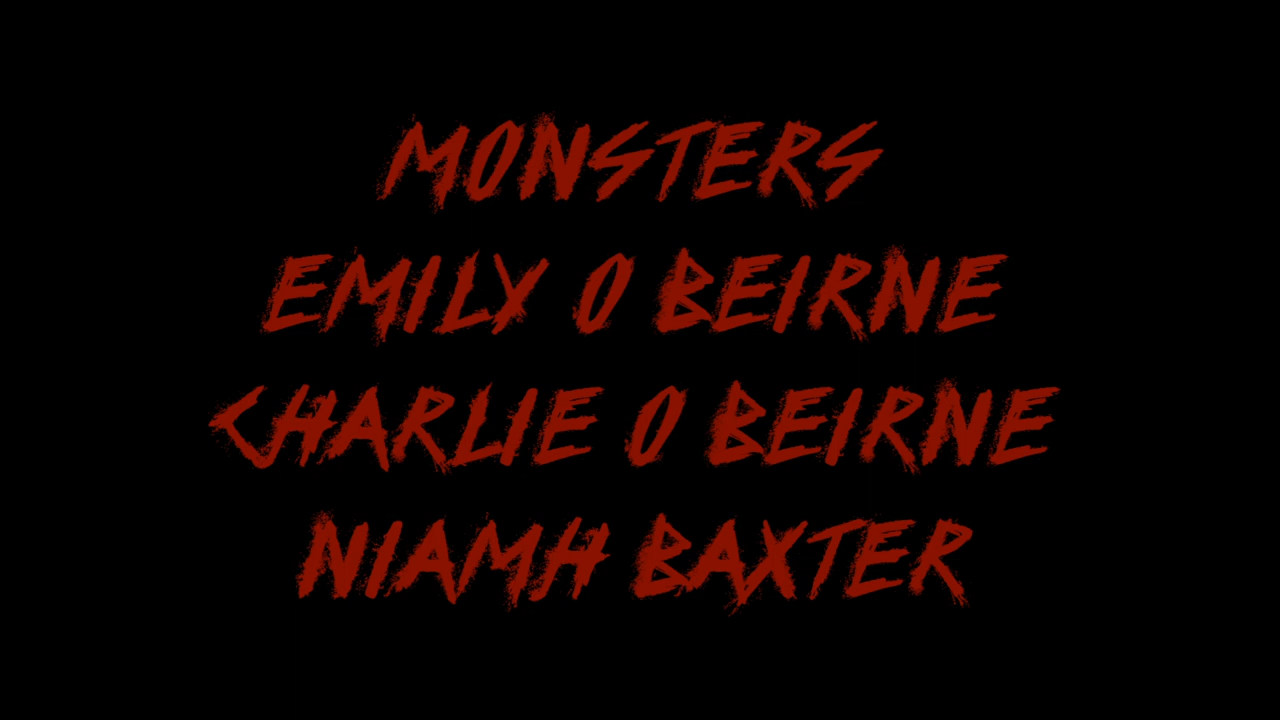 MONSTERS
EMILY O BEIRNE
CHARLIE O BEIRNE
NIAMH BAXTER